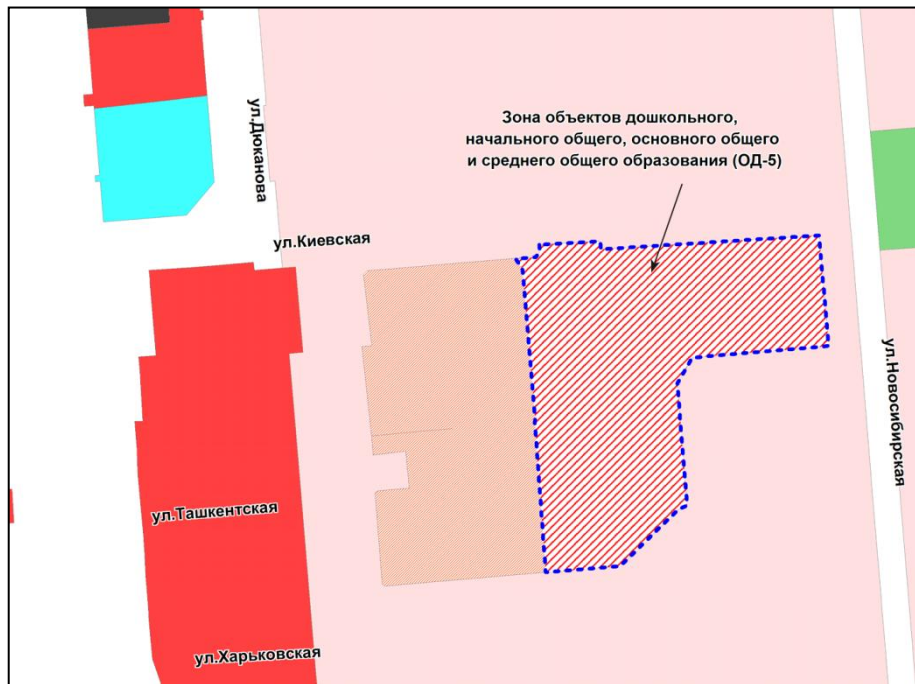 ул.Дюканова
Зона объектов дошкольного,
начального общего, основного общего
и среднего общего образования (ОД-5)
ул.Киевская
ул.Новосибирская
ул.Ташкентская
ул.Харьковская